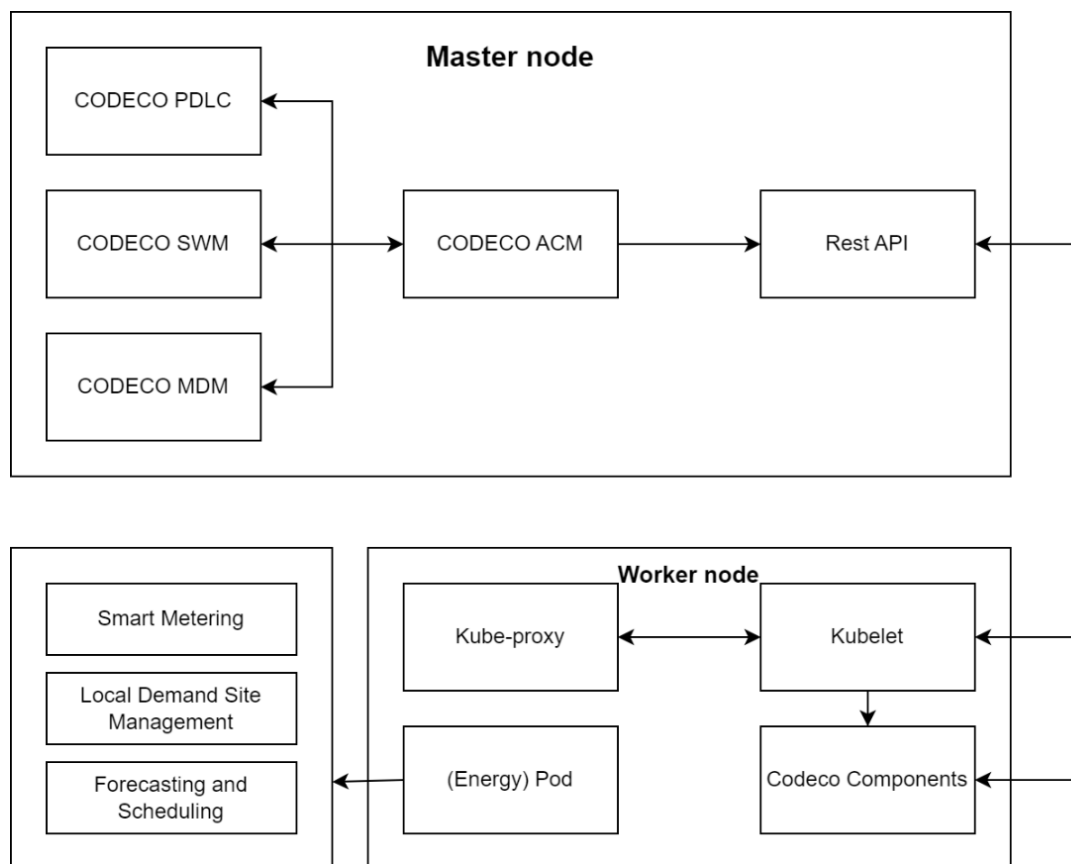 Master node
CODECO PDLC
CODECO SWM
CODECO ACM
Rest API
CODECO MDM
Smart Metering
Local Demand Site
Management
Forecasting and
Scheduling
Worker node
Kube-proxy
Kubelet
(Energy) Pod
Codeco Components